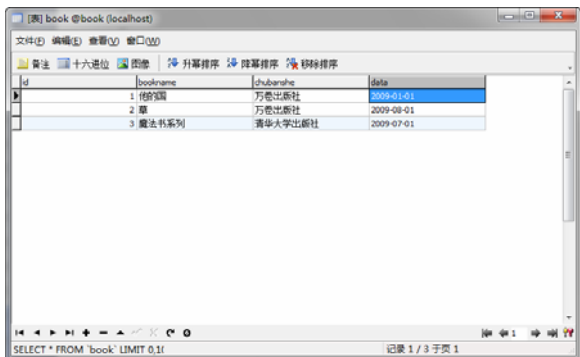 [表] book @book (localhost)
文件(F) 编辑(E) 查看(V) 窗口(W)
备注 十六进位 图像 升幂排序 降幂排序 移除排序
id bookname chubanshe data
1 他的国 万卷出版社 2009-01-01
2 草 万卷出版社 2009-08-01
3 魔法书系列 清华大学出版社 2009-07-01
1
SELECT * FROM `book` LIMIT 0,1( 记录 1 / 3 于页 1